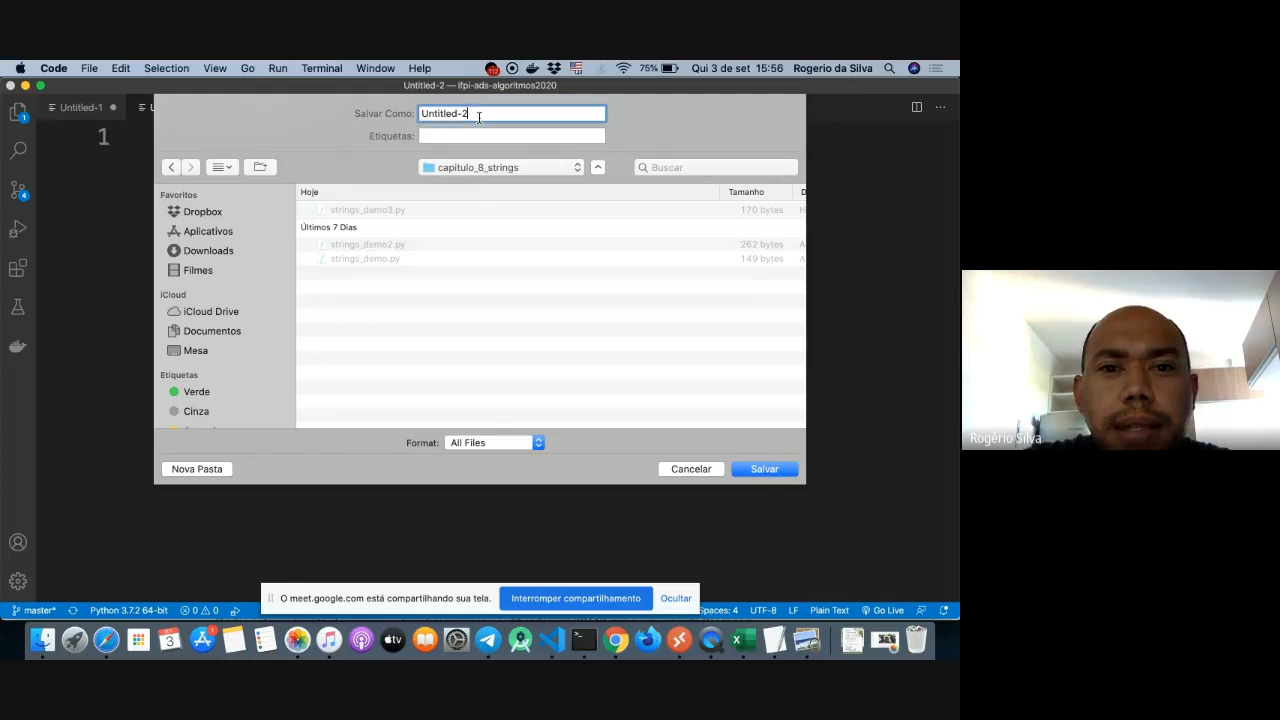 Code File Edit Selection View Go Run Terminal Window Help 75% Qui 3 de set 15:56 Rogerio da Silva
Untitled-2 — ifpi-ads-algoritmos2020
Untitled-1
1
Salvar Como: Untitled-2
Etiquetas:
capitulo_8_strings
Buscar
Favoritos
Dropbox
Aplicativos
Downloads
Filmes
iCloud
iCloud Drive
Documentos
Mesa
Etiquetas
Verde
Cinza
Hoje Tamanho D
strings_demo3.py 170 bytes H
Últimos 7 Dias
strings_demo2.py 262 bytes A
strings_demo.py 149 bytes A
Format: All Files
Nova Pasta Cancelar Salvar
Rogério Silva
O meet.google.com está compartilhando sua tela. Interromper compartilhamento Ocultar
master* Python 3.7.2 64-bit 0 0 Spaces: 4 UTF-8 LF Plain Text Go Live